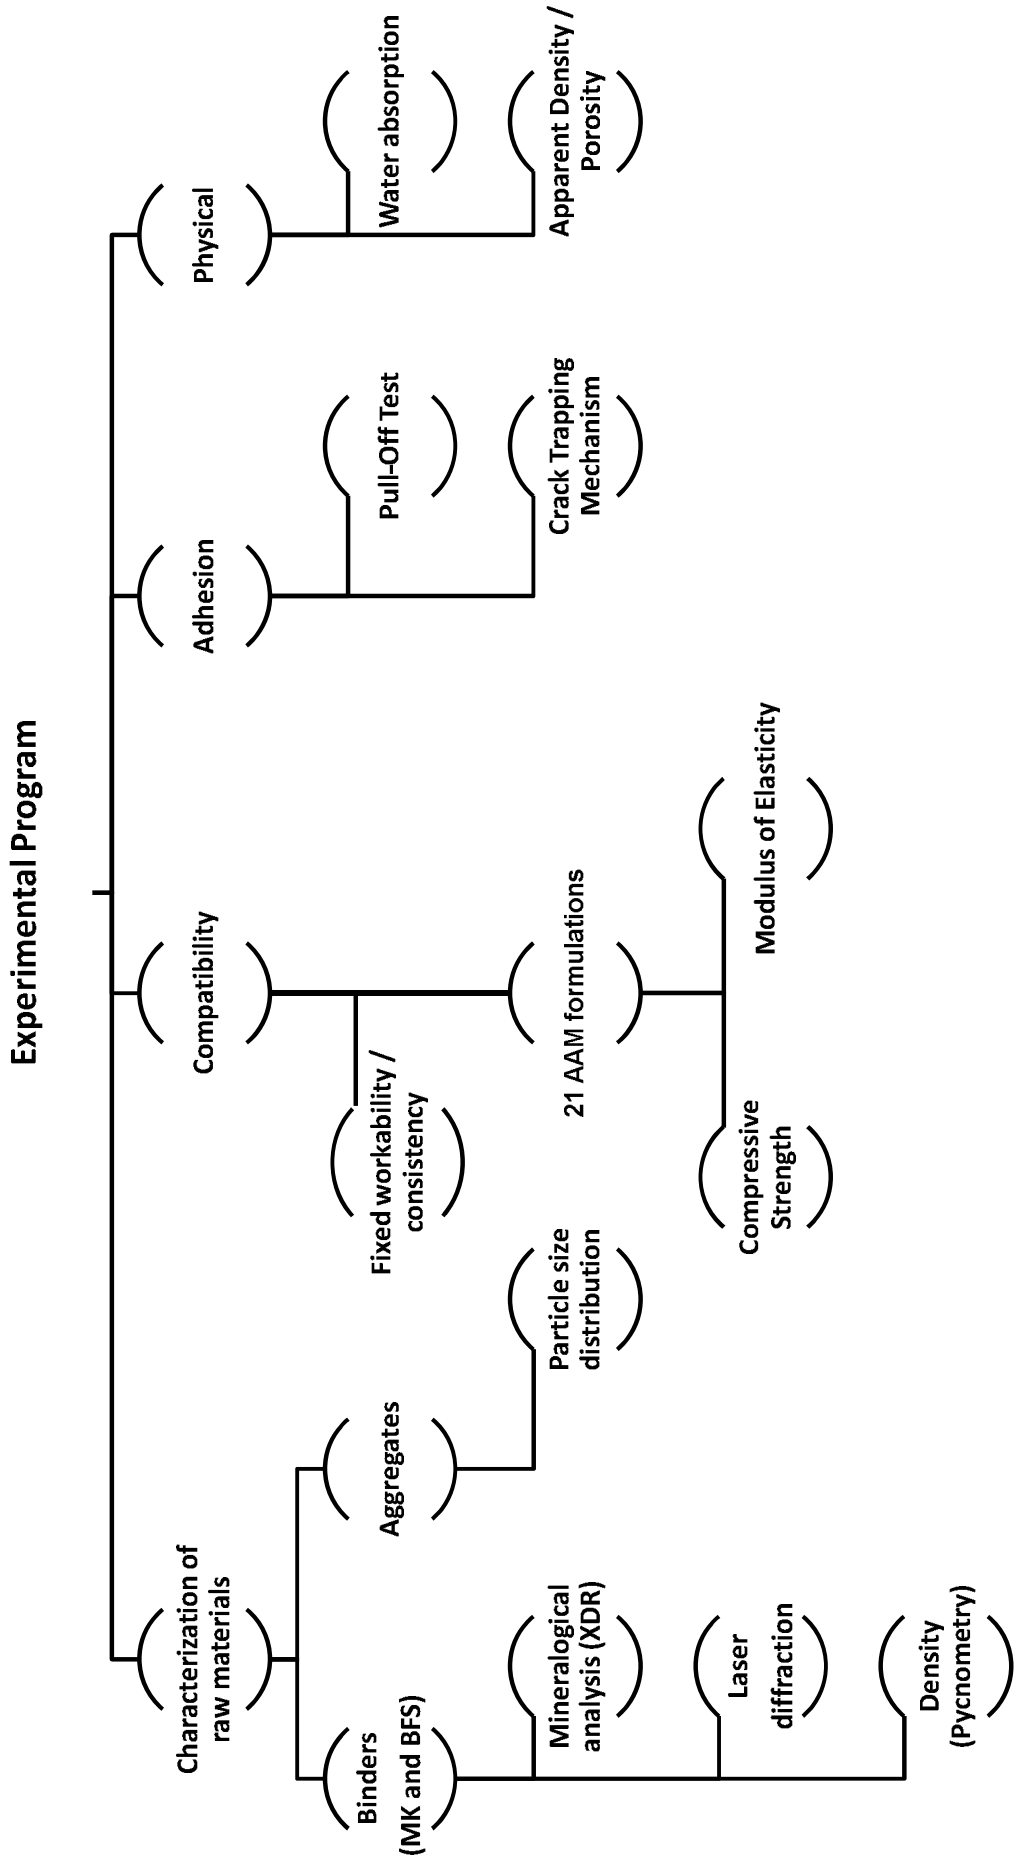 Experimental Program
Characterization of
raw materials
Compatibility
Adhesion
Physical
Binders
(MK and BFS)
Aggregates
Fixed workability /
consistency
Pull-Off Test
Water absorption
Mineralogical
analysis (XDR)
Particle size
distribution
21 AAM formulations
Crack Trapping
Mechanism
Apparent Density /
Porosity
Laser
diffraction
Compressive
Strength
Modulus of Elasticity
Density
(Pycnometry)